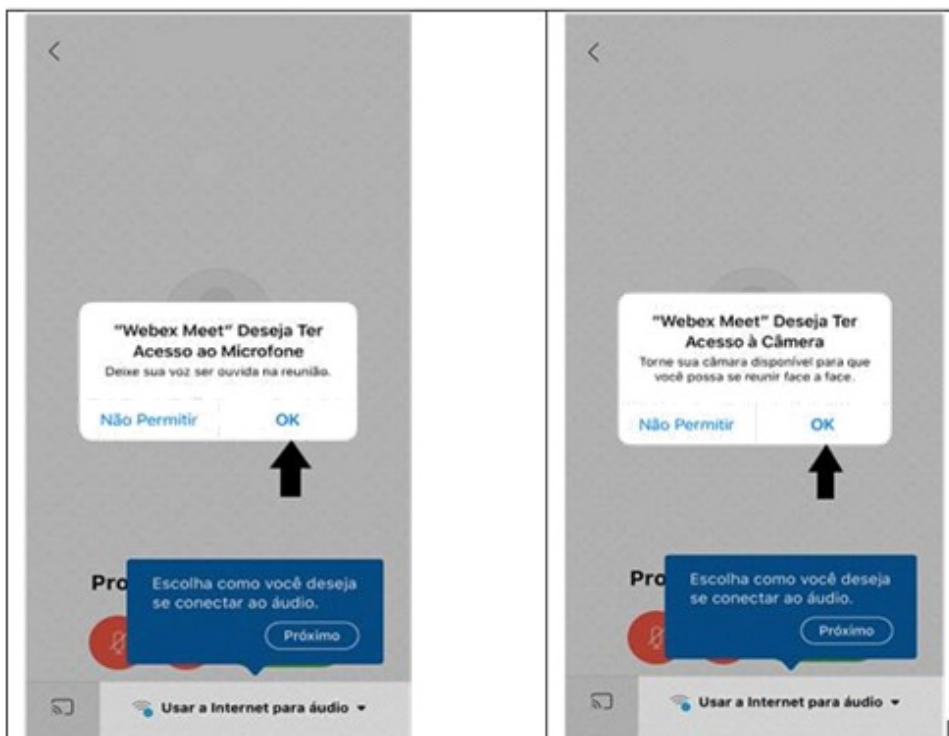 "Webex Meet" Deseja Ter
Acesso ao Microfone
Deixe sua voz ser ouvida na reunião.
Não Permitir
OK
Pro
Escolha como você deseja
se conectar ao áudio.
Próximo
Usar a Internet para áudio
"Webex Meet" Deseja Ter
Acesso à Câmera
Torne sua câmara disponível para que
você possa se reunir face a face.
Não Permitir
OK
Pro
Escolha como você deseja
se conectar ao áudio.
Próximo
Usar a Internet para áudio